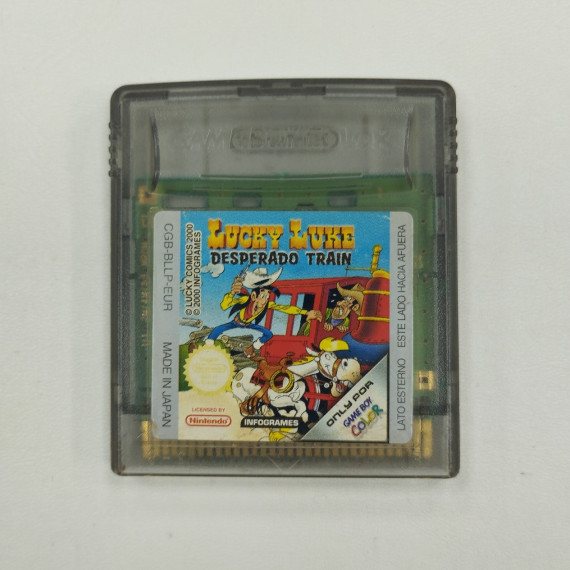 LUCKY LUKE
DESPERADO TRAIN
© LUCKY COMICS 2000
© 2000 INFOGRAMES
CGB-BLLP-EUR
MADE IN JAPAN
LICENSED BY
Nintendo
INFOGRAMES
ONLY FOR
GAME BOY
COLOR
LATO ESTERNO ESTE LADO HACIA AFUERA